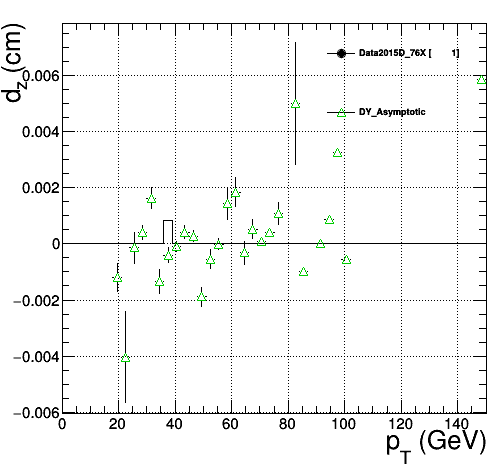 d_z (cm)
Data2015D_76X [ 1]
DY_Asymptotic
0.006
0.004
0.002
0
−0.002
−0.004
−0.006
0 20 40 60 80 100 120 140
p_T (GeV)